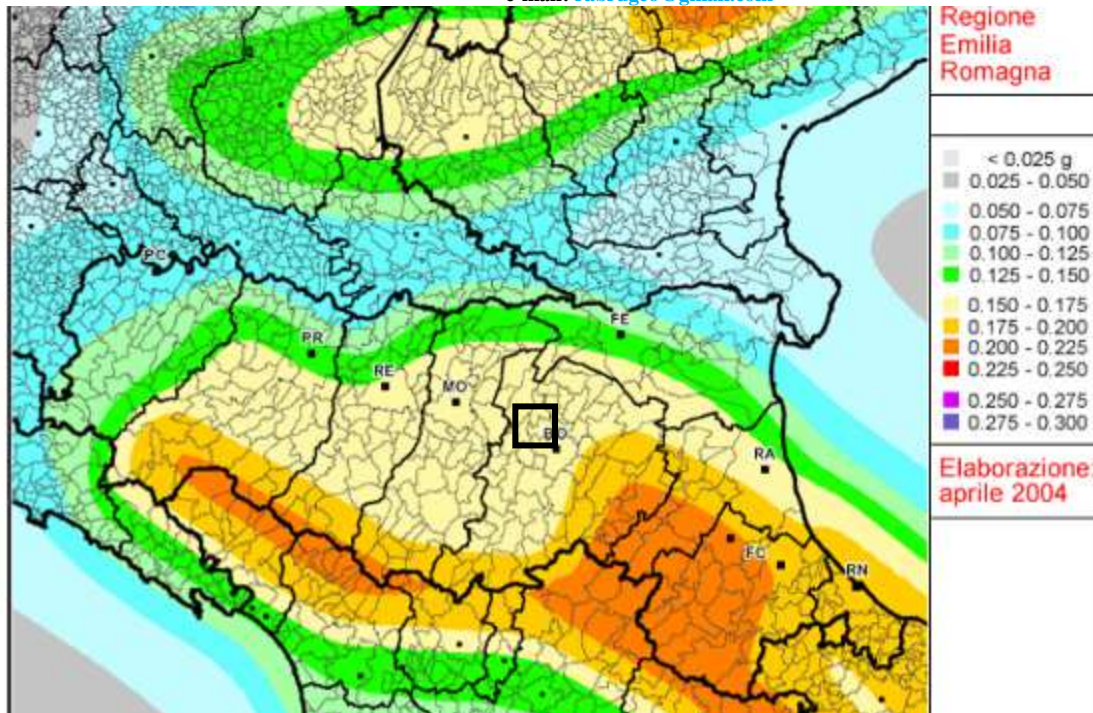 Regione
Emilia
Romagna
< 0.025 g
0.025 - 0.050
0.050 - 0.075
0.075 - 0.100
0.100 - 0.125
0.125 - 0.150
0.150 - 0.175
0.175 - 0.200
0.200 - 0.225
0.225 - 0.250
0.250 - 0.275
0.275 - 0.300
Elaborazione:
aprile 2004
PC
PR
RE
MO
FE
BO
RA
FC
RN